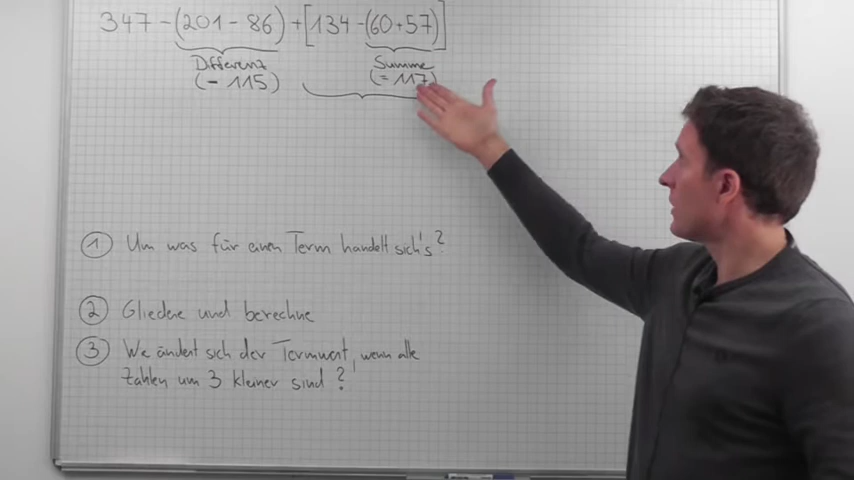 347 - (201 - 86) + [134 - (60+57)]
Differenz Summe
(= 115) (= 117)
① Um was für einen Term handelt sich's?
② Gliedere und berechne
③ Wie ändert sich der Termwert, wenn alle
Zahlen um 3 kleiner sind?